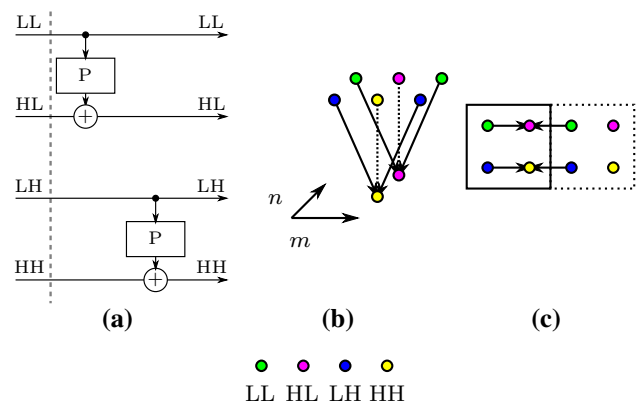 LL LL
P
HL + HL
LH LH
P
HH + HH
n
m
(a) (b) (c)
LL HL LH HH